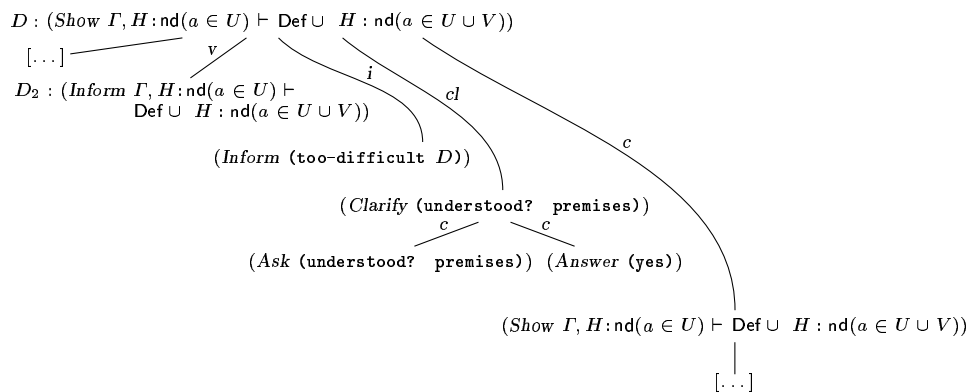 D : (Show Γ, H:nd(a ∈ U) ⊢ Def ∪ H:nd(a ∈ U ∪ V))
[...]
v
i
cl
c
D₂ : (Inform Γ, H:nd(a ∈ U) ⊢
Def ∪ H : nd(a ∈ U ∪ V))
(Inform (too-difficult D))
(Clarify (understood? premises))
c c
(Ask (understood? premises)) (Answer (yes))
(Show Γ, H:nd(a ∈ U) ⊢ Def ∪ H : nd(a ∈ U ∪ V))
[...]